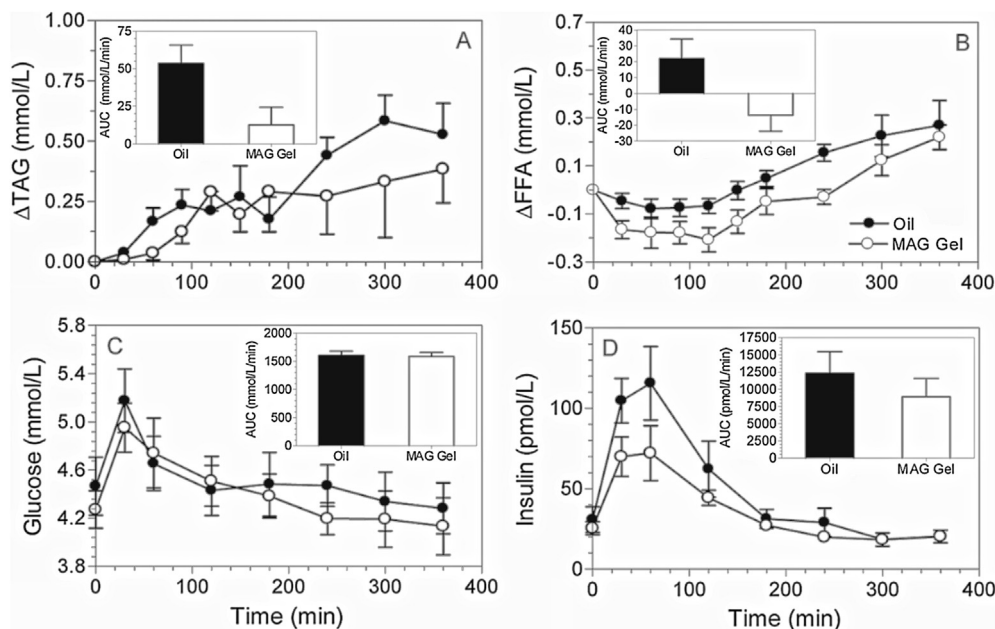 A
ΔTAG (mmol/L)
1.00
0.75
0.50
0.25
0.00
0 100 200 300 400
AUC (mmol/L/min)
75
50
25
0
Oil MAG Gel
B
ΔFFA (mmol/L)
0.7
0.5
0.3
0.1
-0.1
-0.3
0 100 200 300 400
AUC (mmol/L/min)
40
30
20
10
0
-10
-20
-30
Oil MAG Gel
Oil
MAG Gel
C
Glucose (mmol/L)
5.8
5.4
5.0
4.6
4.2
3.8
0 100 200 300 400
Time (min)
AUC (mmol/L/min)
2000
1500
1000
500
0
Oil MAG Gel
D
Insulin (pmol/L)
150
100
50
0
0 100 200 300 400
Time (min)
AUC (pmol/L/min)
17500
15000
12500
10000
7500
5000
2500
0
Oil MAG Gel